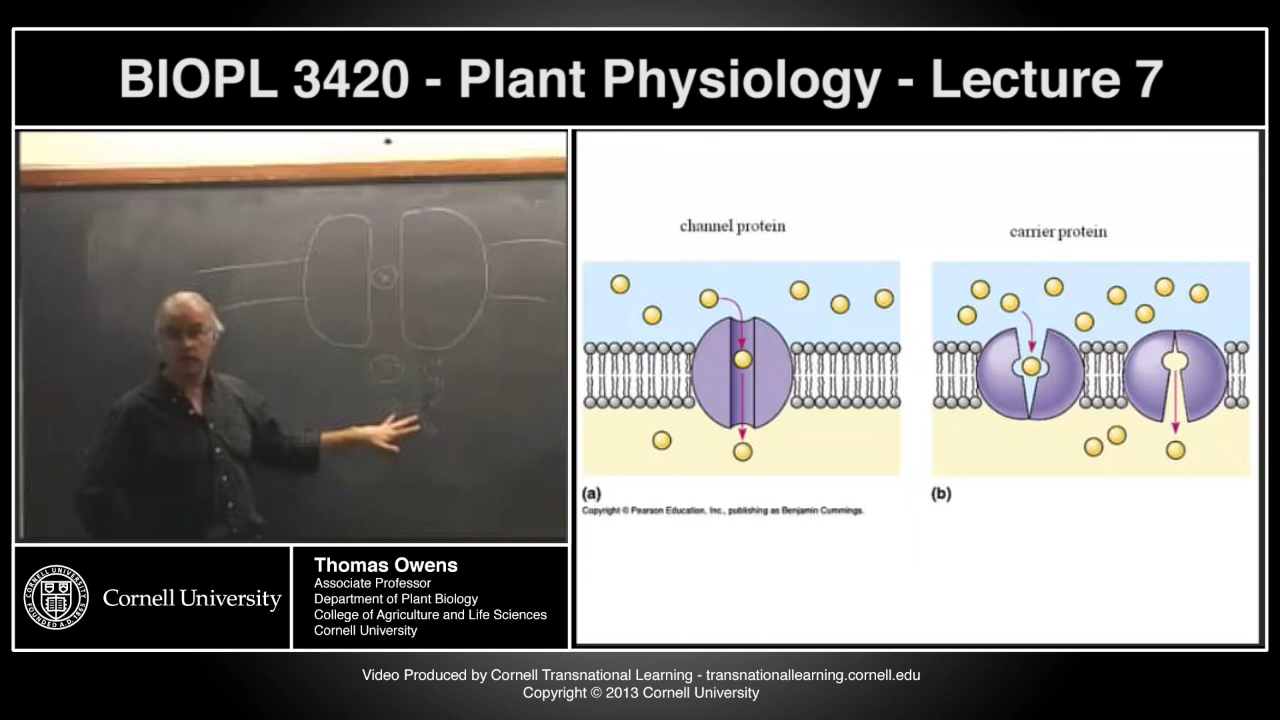 BIOPL 3420 - Plant Physiology - Lecture 7
channel protein
carrier protein
(a)
(b)
Copyright © Pearson Education, Inc., publishing as Benjamin Cummings.
Cornell University
Thomas Owens
Associate Professor
Department of Plant Biology
College of Agriculture and Life Sciences
Cornell University
Video Produced by Cornell Transnational Learning - transnationallearning.cornell.edu
Copyright © 2013 Cornell University